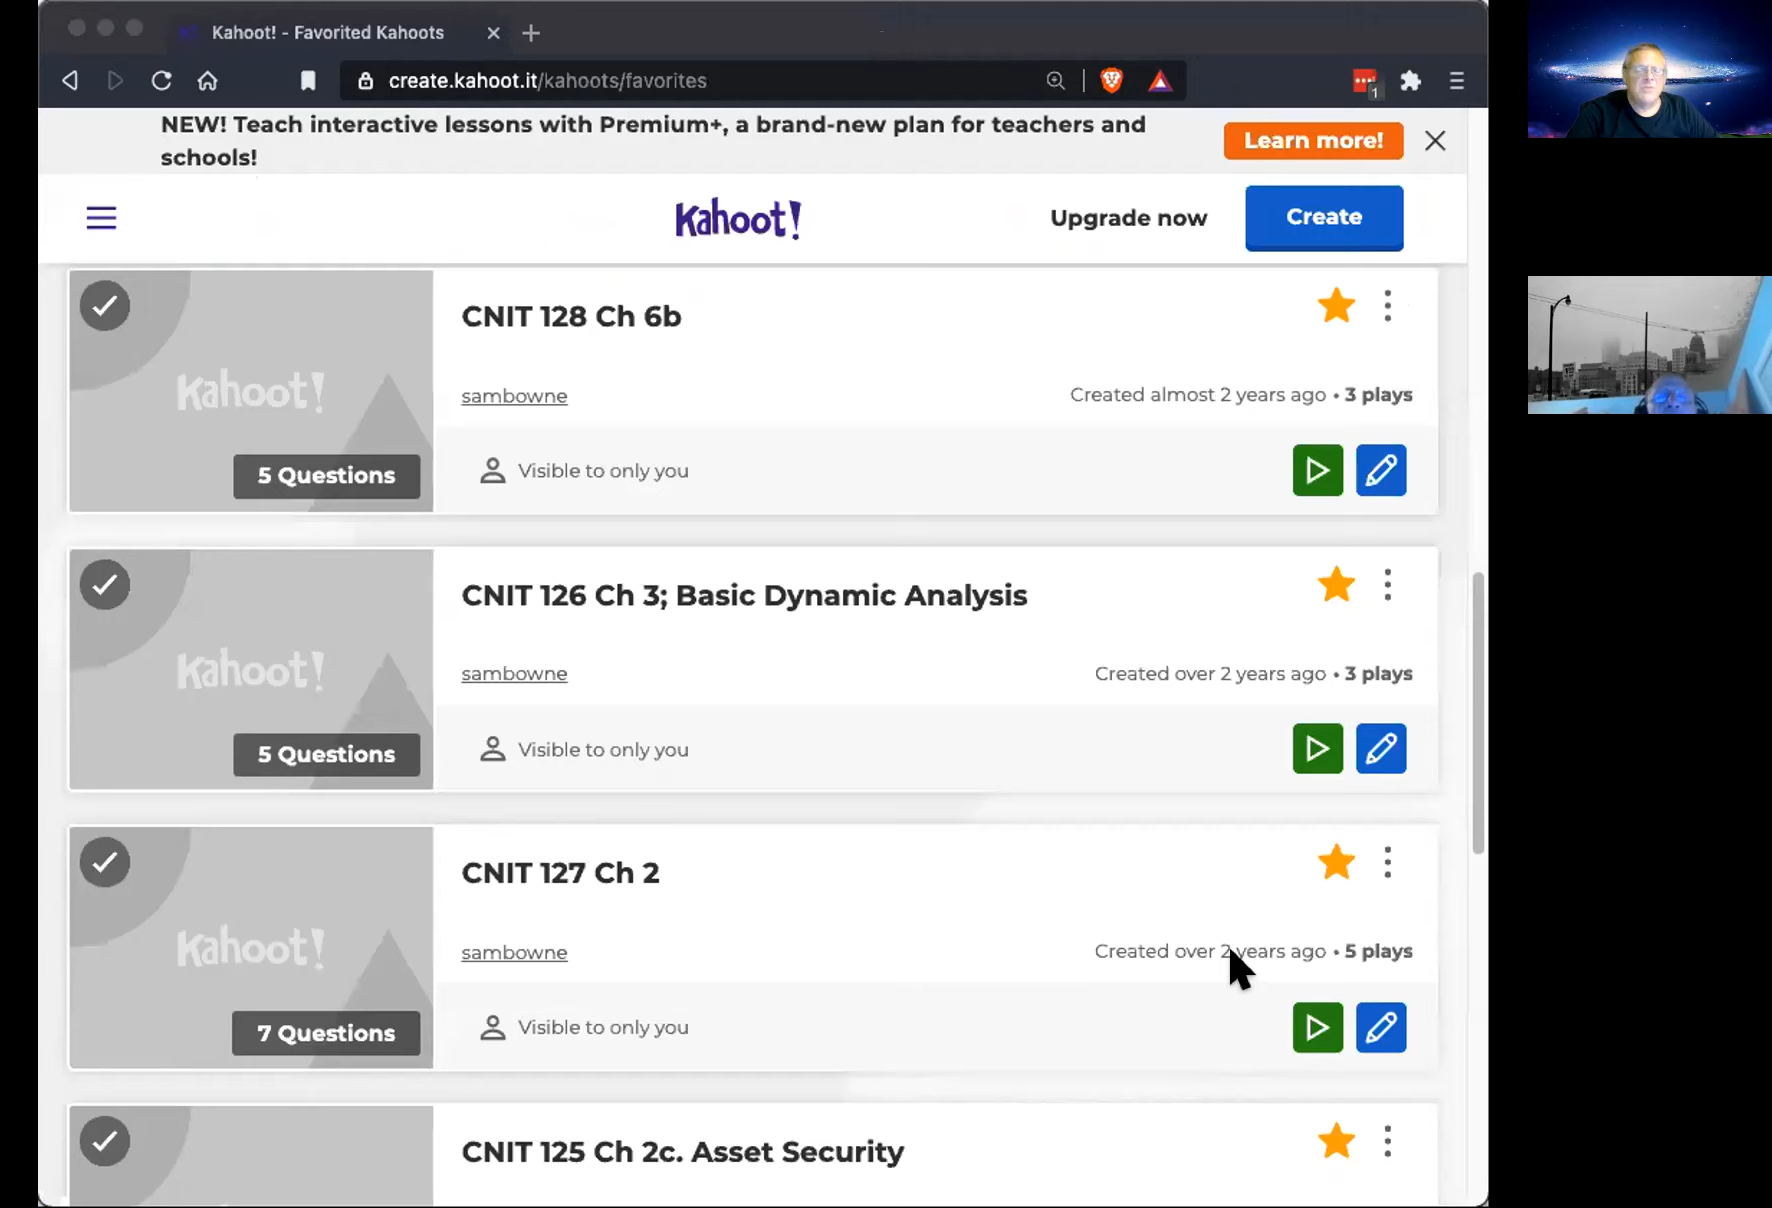 Kahoot! - Favorited Kahoots
create.kahoot.it/kahoots/favorites
1
NEW! Teach interactive lessons with Premium+, a brand-new plan for teachers and
schools!
Learn more!
Kahoot!
Upgrade now
Create
Kahoot!
5 Questions
CNIT 128 Ch 6b
sambowne
Created almost 2 years ago • 3 plays
Visible to only you
Kahoot!
5 Questions
CNIT 126 Ch 3; Basic Dynamic Analysis
sambowne
Created over 2 years ago • 3 plays
Visible to only you
Kahoot!
7 Questions
CNIT 127 Ch 2
sambowne
Created over 2 years ago • 5 plays
Visible to only you
CNIT 125 Ch 2c. Asset Security